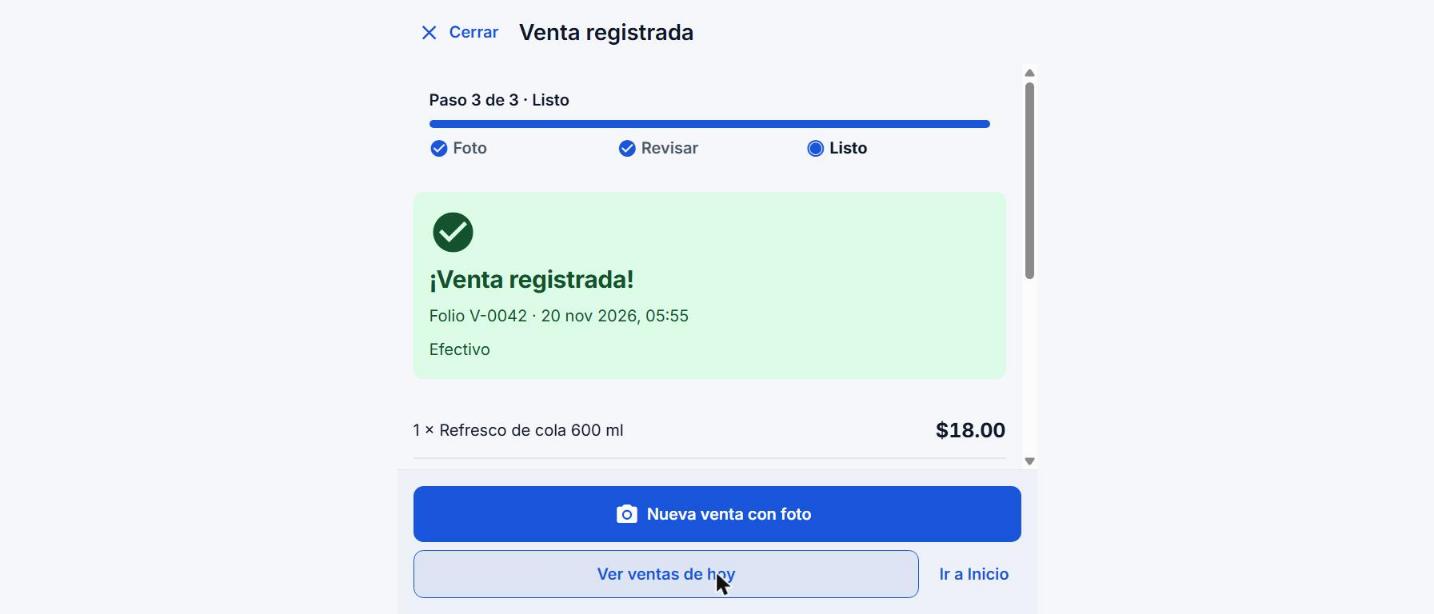 Cerrar Venta registrada
Paso 3 de 3 · Listo
Foto Revisar Listo
¡Venta registrada!
Folio V-0042 · 20 nov 2026, 05:55
Efectivo
1 × Refresco de cola 600 ml $18.00
Nueva venta con foto
Ver ventas de hoy Ir a Inicio